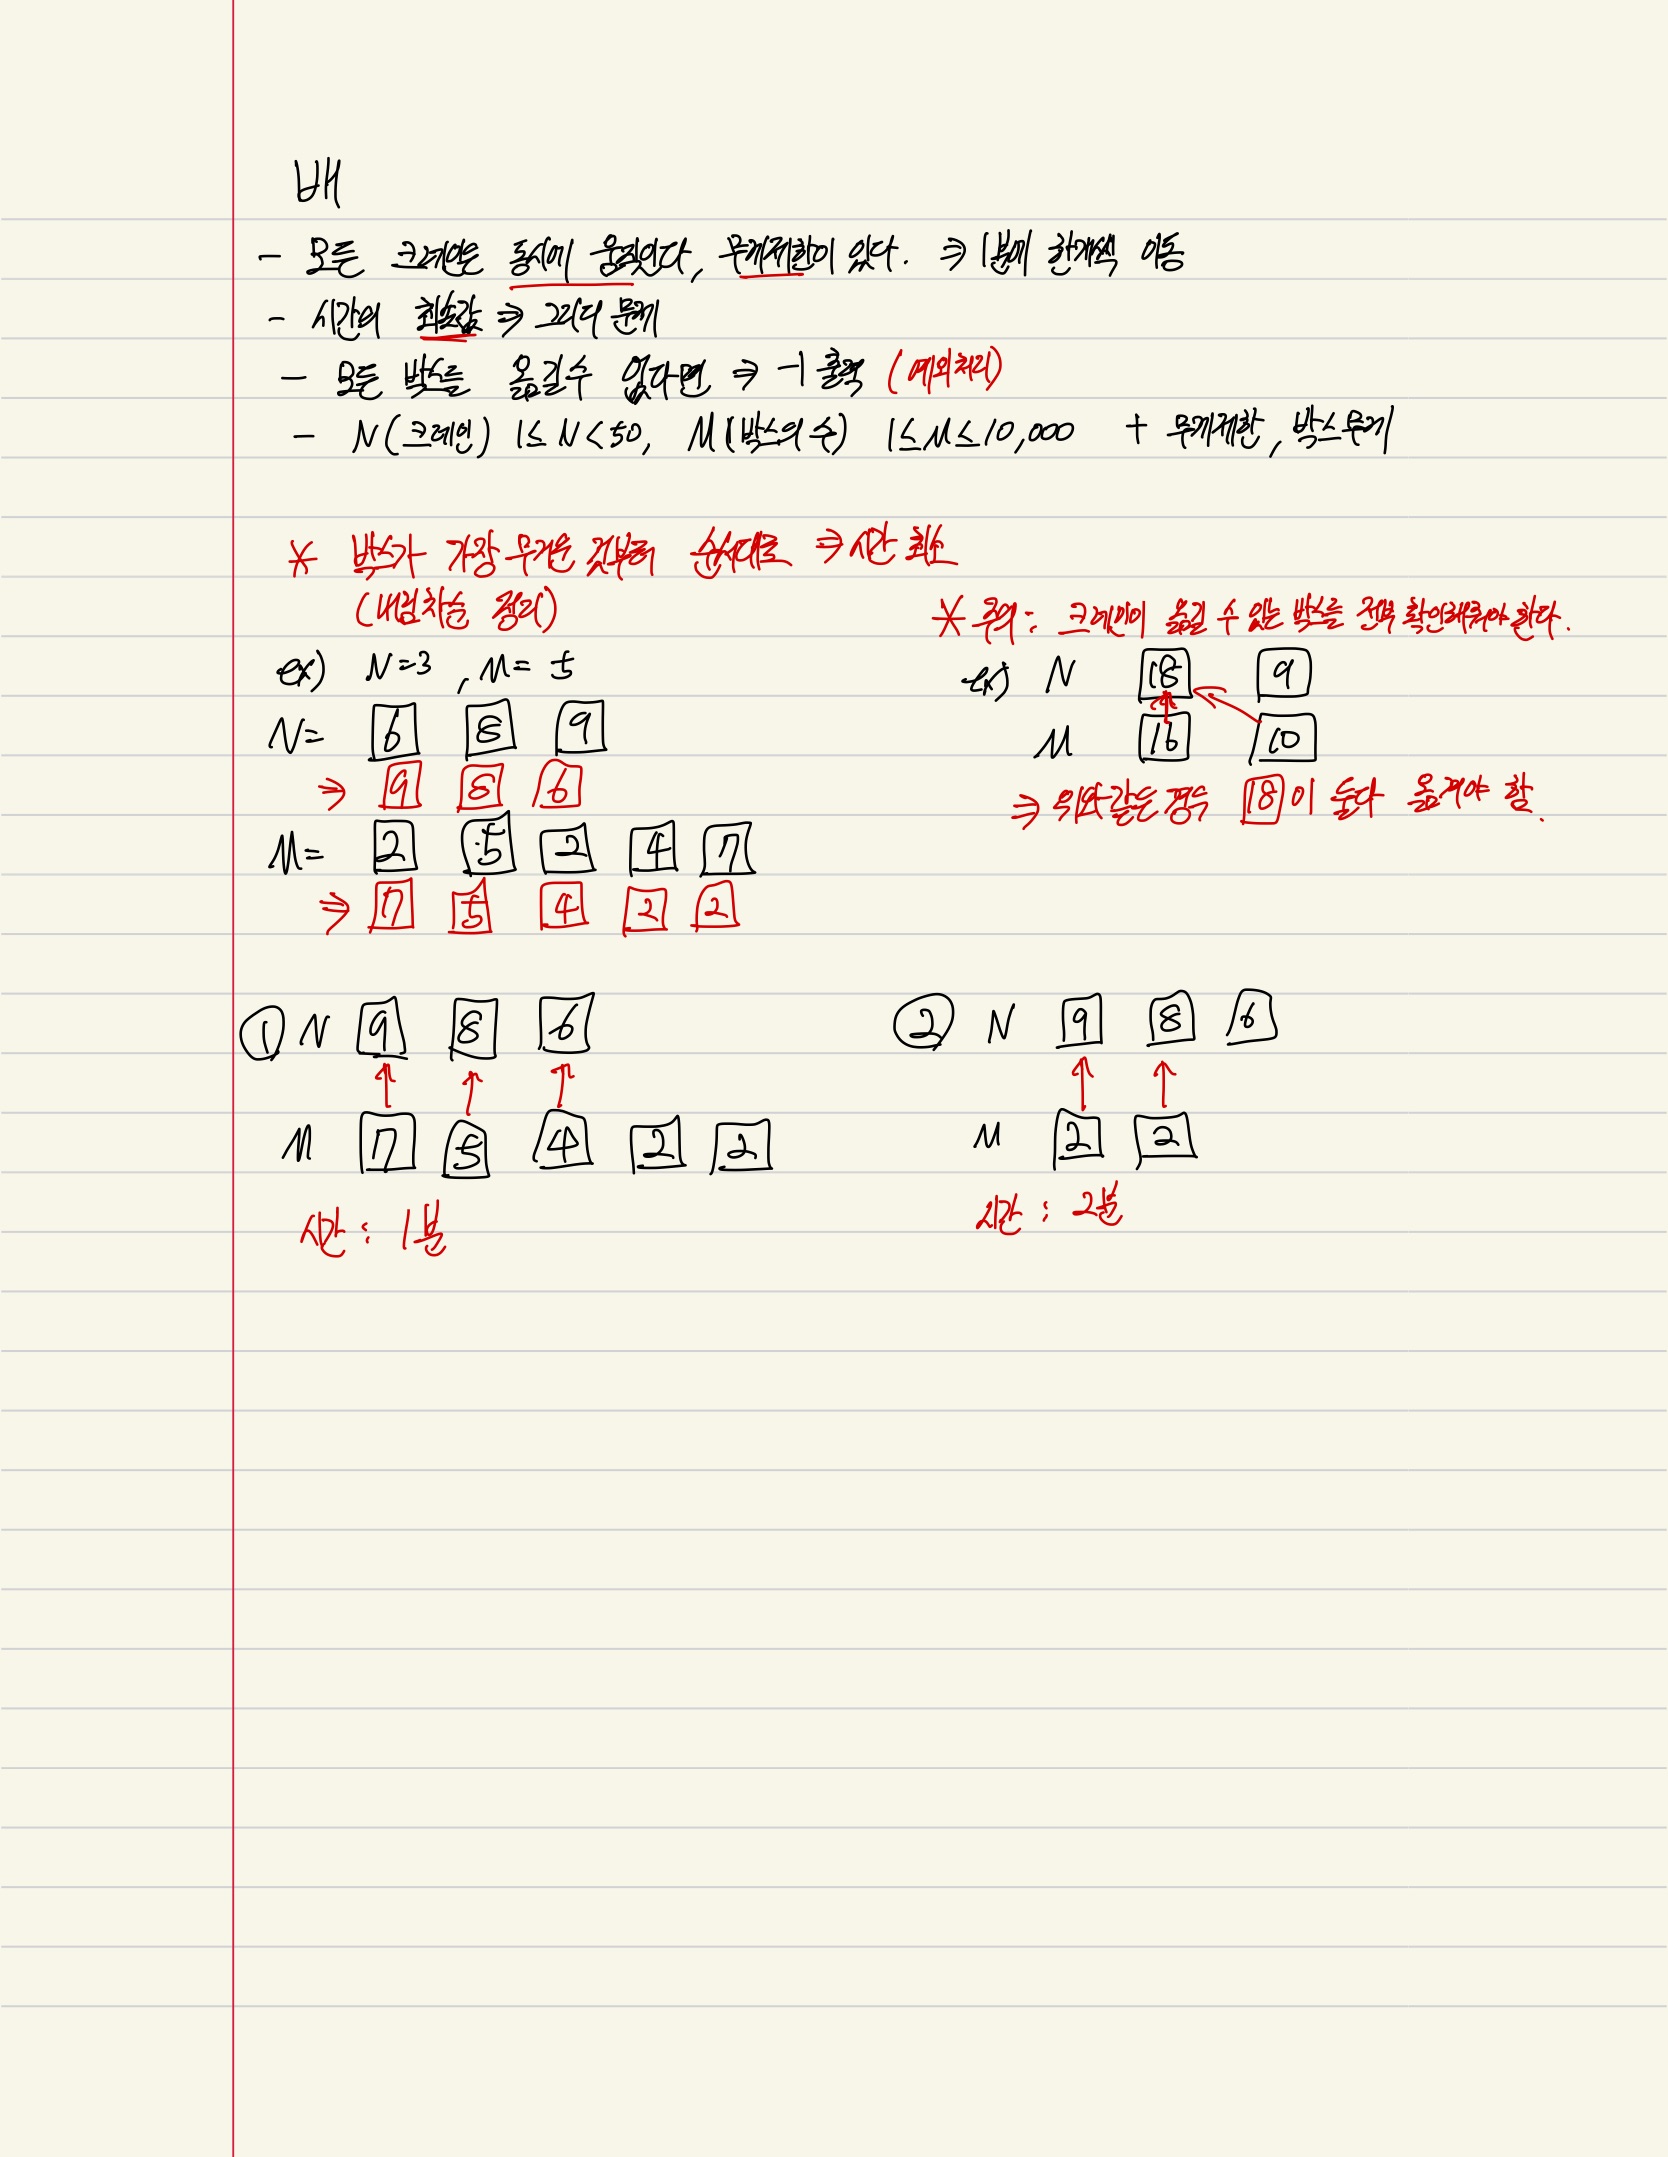 배
- 모든 크레인은 동시에 움직인다, 무게제한이 있다. ⇒ 1분에 한개씩 이동
- 시간의 최솟값 ⇒ 그리디 문제
- 모든 박스를 옮길수 없다면 ⇒ -1 출력 (예외처리)
- N(크레인) 1≤ N < 50, M(박스의 수) 1≤M≤10,000 + 무게제한, 박스무게
* 박스가 가장 무거운 것부터 순서대로 ⇒ 시간 최소
(내림차순 정리)
ex) N=3 , M= 5
N= 6 8 9
⇒ 9 8 6
M= 2 5 2 4 7
⇒ 7 5 4 2 2
* 주의: 크레인이 옮길 수 있는 박스를 전부 확인해줘야 한다.
ex) N 18 9
M 16 10
⇒ 위와 같은 경우 18이 둘다 옮겨야 함.
① N 9 8 6
M 7 5 4 2 2
시간 : 1분
② N 9 8 6
M 2 2
시간 : 2분